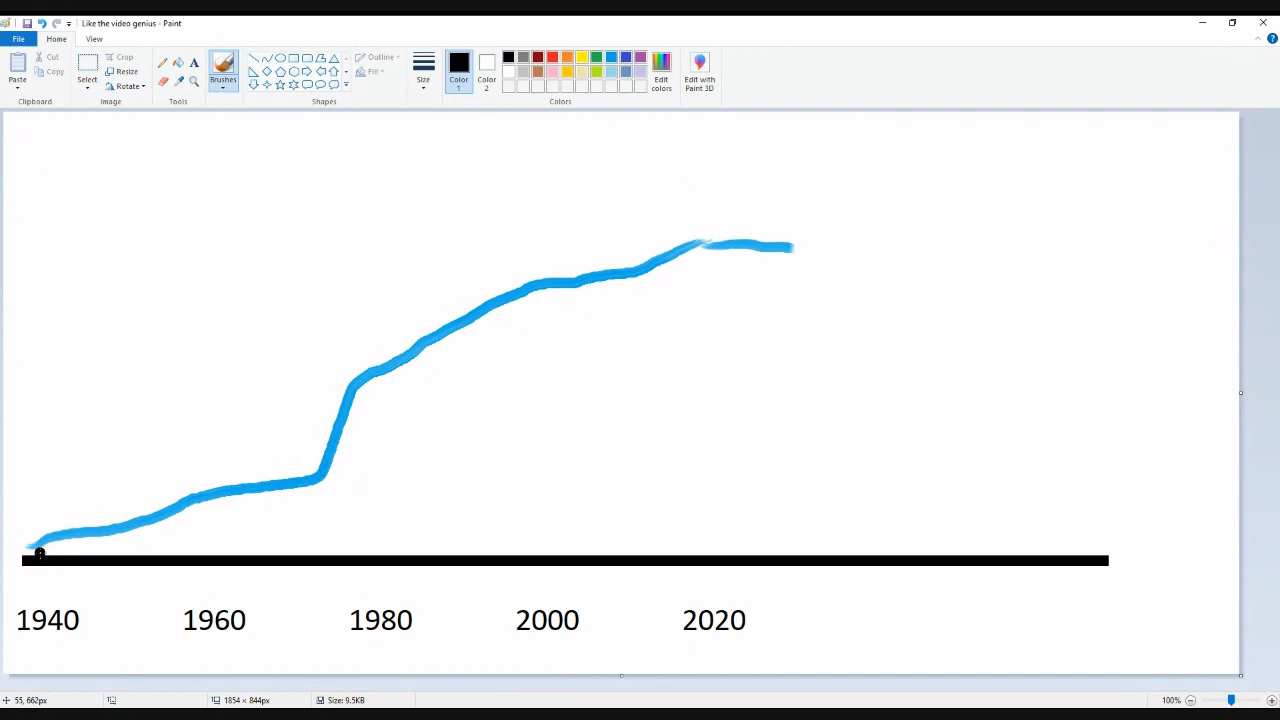 Like the video genius - Paint
File Home View
Paste Cut Copy Select Crop Resize Rotate A Brushes Outline Fill Size Color 1 Color 2 Edit colors Edit with Paint 3D
Clipboard Image Tools Shapes Colors
1940 1960 1980 2000 2020
55, 662px 1854 × 844px Size: 9.5KB 100%